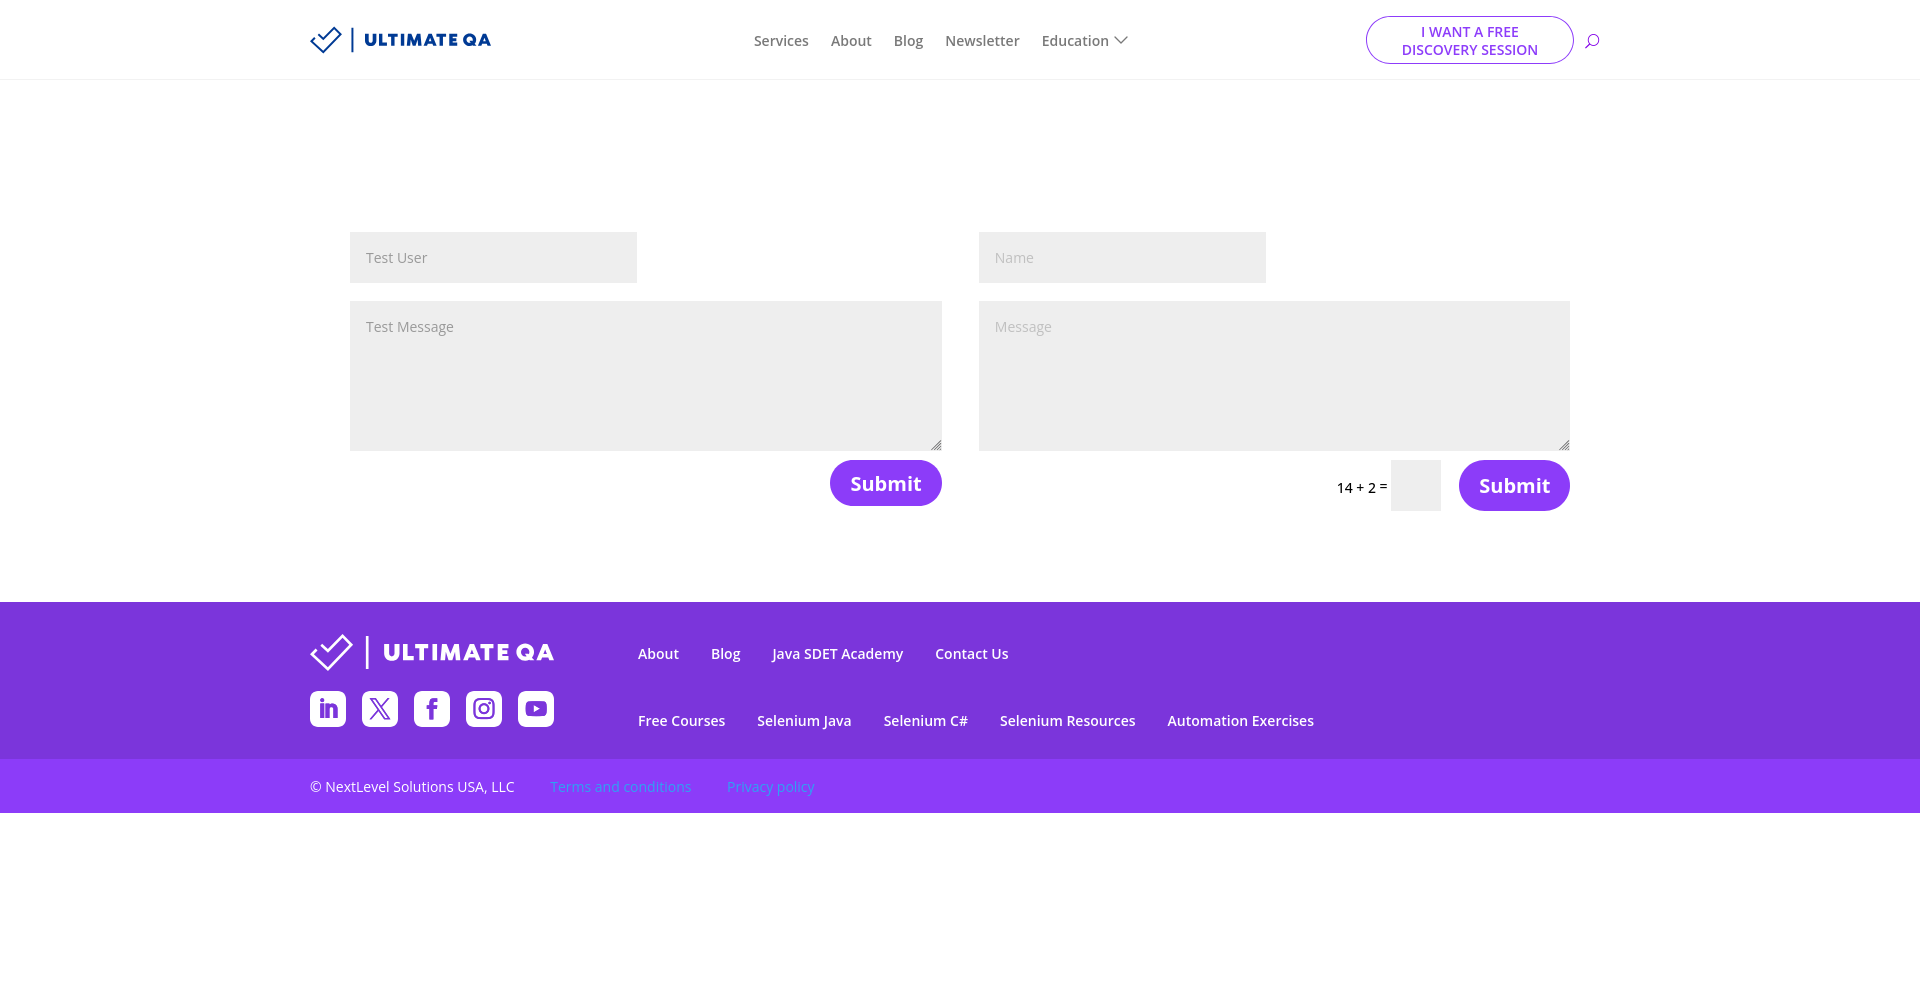 ULTIMATE QA
Services About Blog Newsletter Education
I WANT A FREE
DISCOVERY SESSION
Test User
Name
Test Message
Message
Submit
14 + 2 =
Submit
ULTIMATE QA
About Blog Java SDET Academy Contact Us
Free Courses Selenium Java Selenium C# Selenium Resources Automation Exercises
© NextLevel Solutions USA, LLC Terms and conditions Privacy policy